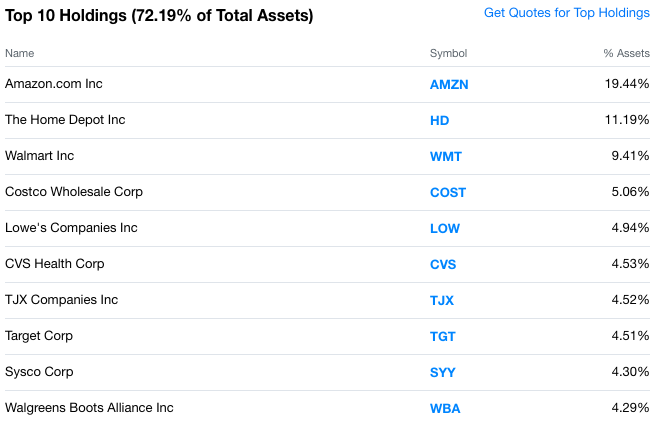 Top 10 Holdings (72.19% of Total Assets) Get Quotes for Top Holdings
Name Symbol % Assets
Amazon.com Inc AMZN 19.44%
The Home Depot Inc HD 11.19%
Walmart Inc WMT 9.41%
Costco Wholesale Corp COST 5.06%
Lowe's Companies Inc LOW 4.94%
CVS Health Corp CVS 4.53%
TJX Companies Inc TJX 4.52%
Target Corp TGT 4.51%
Sysco Corp SYY 4.30%
Walgreens Boots Alliance Inc WBA 4.29%